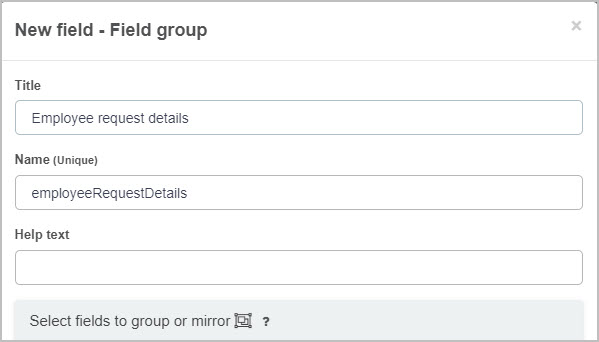 New field - Field group ×
Title
Employee request details
Name (Unique)
employeeRequestDetails
Help text
Select fields to group or mirror ?